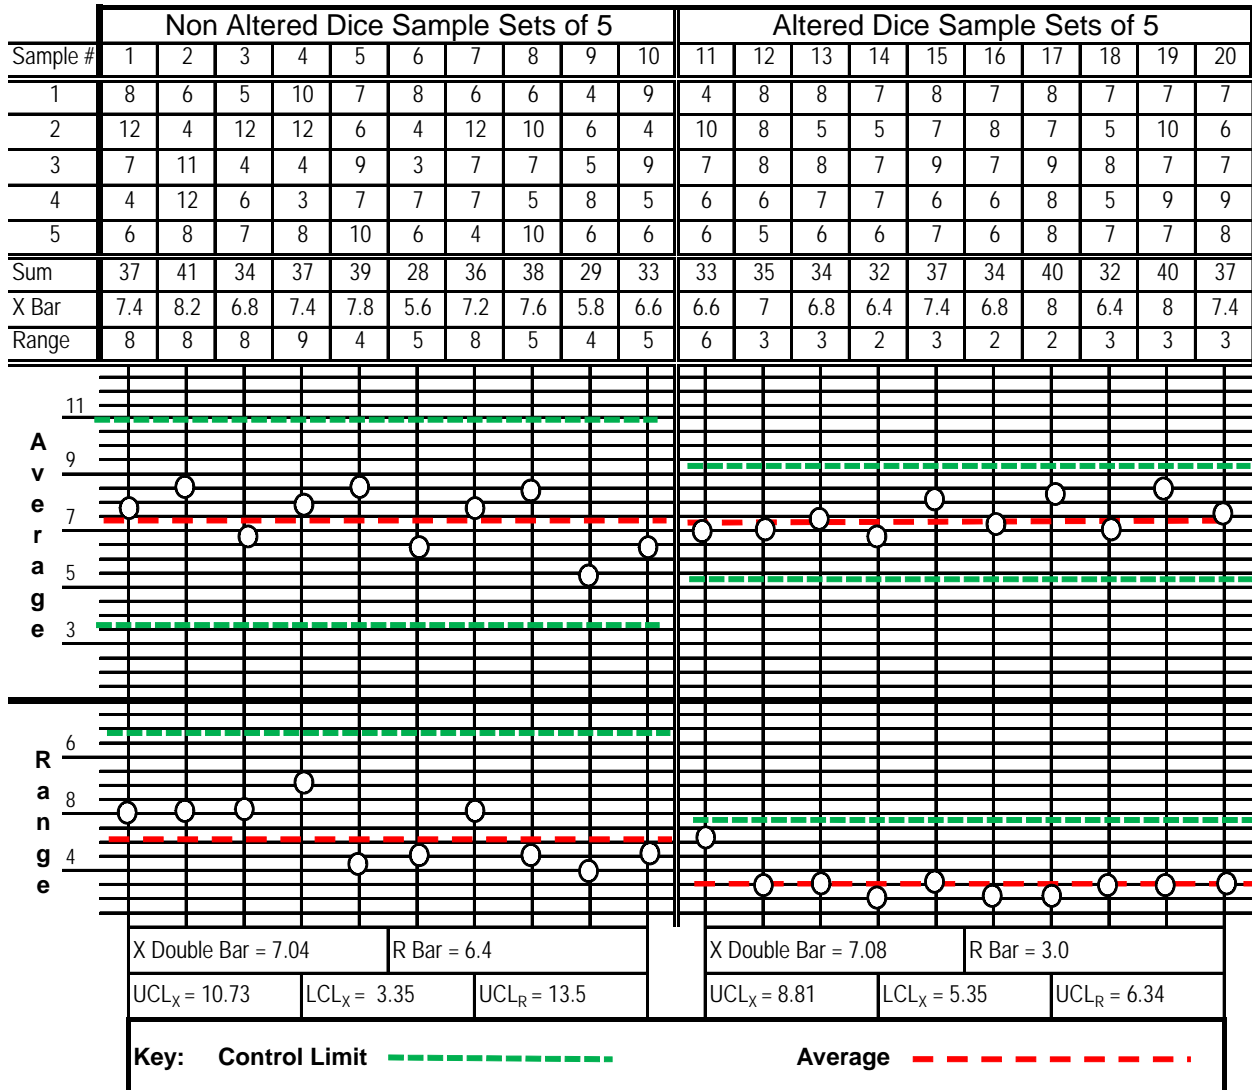 Non Altered Dice Sample Sets of 5 Altered Dice Sample Sets of 5
Sample # 1 2 3 4 5 6 7 8 9 10 11 12 13 14 15 16 17 18 19 20
1 8 6 5 10 7 8 6 6 4 9 4 8 8 7 8 7 8 7 7 7
2 12 4 12 12 6 4 12 10 6 4 10 8 5 5 7 8 7 5 10 6
3 7 11 4 4 9 3 7 7 5 9 7 8 8 7 9 7 9 8 7 7
4 4 12 6 3 7 7 7 5 8 5 6 6 7 7 6 6 8 5 9 9
5 6 8 7 8 10 6 4 10 6 6 6 5 6 6 7 6 8 7 7 8
Sum 37 41 34 37 39 28 36 38 29 33 33 35 34 32 37 34 40 32 40 37
X Bar 7.4 8.2 6.8 7.4 7.8 5.6 7.2 7.6 5.8 6.6 6.6 7 6.8 6.4 7.4 6.8 8 6.4 8 7.4
Range 8 8 8 9 4 5 8 5 4 5 6 3 3 2 3 2 2 3 3 3
Average
11
9
7
5
3
Range
6
8
4
X Double Bar = 7.04 R Bar = 6.4 X Double Bar = 7.08 R Bar = 3.0
UCLX = 10.73 LCLX = 3.35 UCLR = 13.5 UCLX = 8.81 LCLX = 5.35 UCLR = 6.34
Key: Control Limit Average